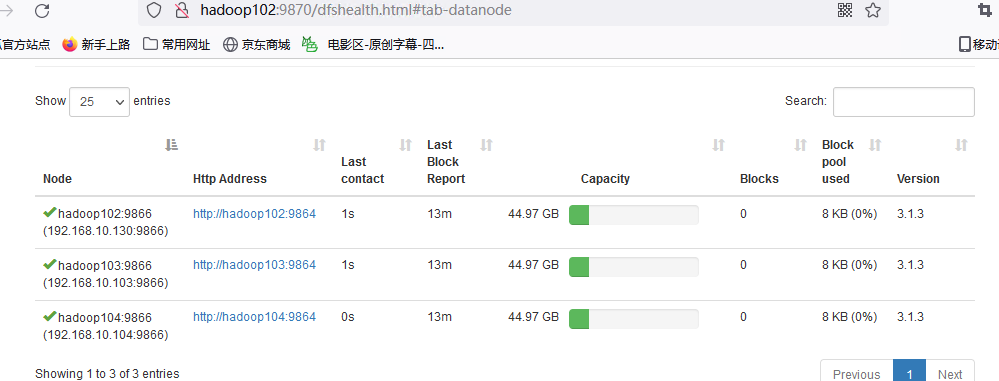 hadoop102:9870/dfshealth.html#tab-datanode
官方站点 新手上路 常用网址 京东商城 电影区-原创字幕-四... 移动
Show 25 entries Search:
Node Http Address Last contact Last Block Report Capacity Blocks Block pool used Version
hadoop102:9866 http://hadoop102:9864 1s 13m 44.97 GB 0 8 KB (0%) 3.1.3
(192.168.10.130:9866)
hadoop103:9866 http://hadoop103:9864 1s 13m 44.97 GB 0 8 KB (0%) 3.1.3
(192.168.10.103:9866)
hadoop104:9866 http://hadoop104:9864 0s 13m 44.97 GB 0 8 KB (0%) 3.1.3
(192.168.10.104:9866)
Showing 1 to 3 of 3 entries Previous 1 Next